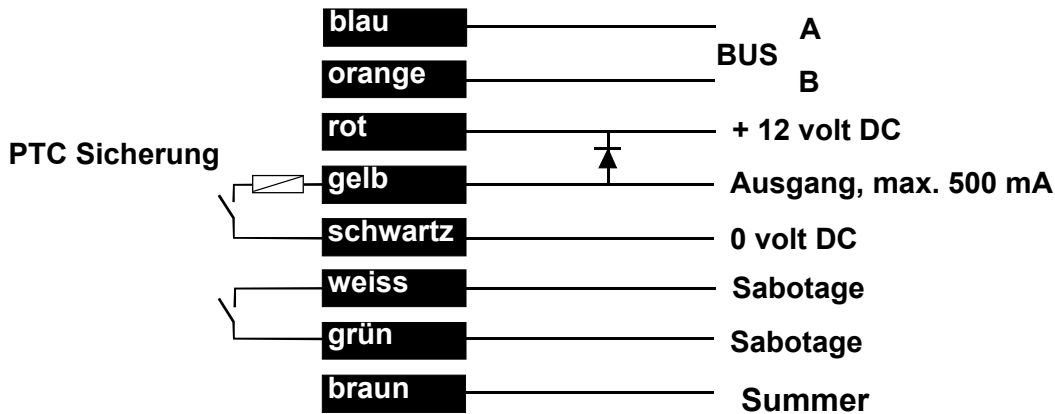 blau A
BUS
orange B
rot + 12 volt DC
PTC Sicherung
gelb Ausgang, max. 500 mA
schwartz 0 volt DC
weiss Sabotage
grün Sabotage
braun Summer